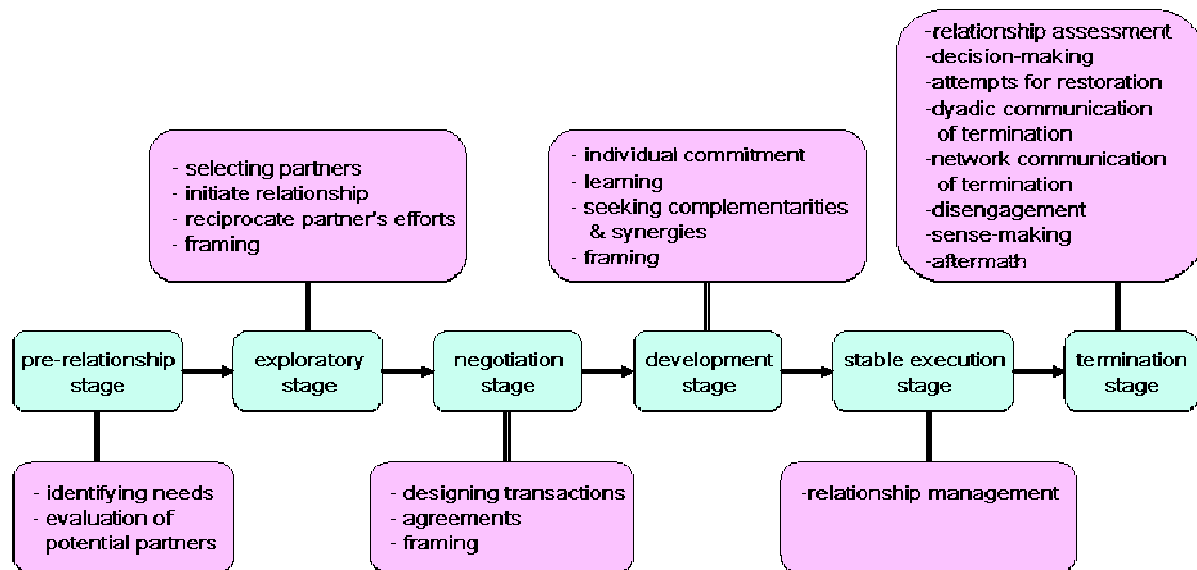 -relationship assessment
-decision-making
-attempts for restoration
-dyadic communication
of termination
-network communication
of termination
-disengagement
-sense-making
-aftermath
- selecting partners
- initiate relationship
- reciprocate partner's efforts
- framing
- individual commitment
- learning
- seeking complementarities
& synergies
- framing
pre-relationship
stage
exploratory
stage
negotiation
stage
development
stage
stable execution
stage
termination
stage
- identifying needs
- evaluation of
potential partners
- designing transactions
- agreements
- framing
-relationship management